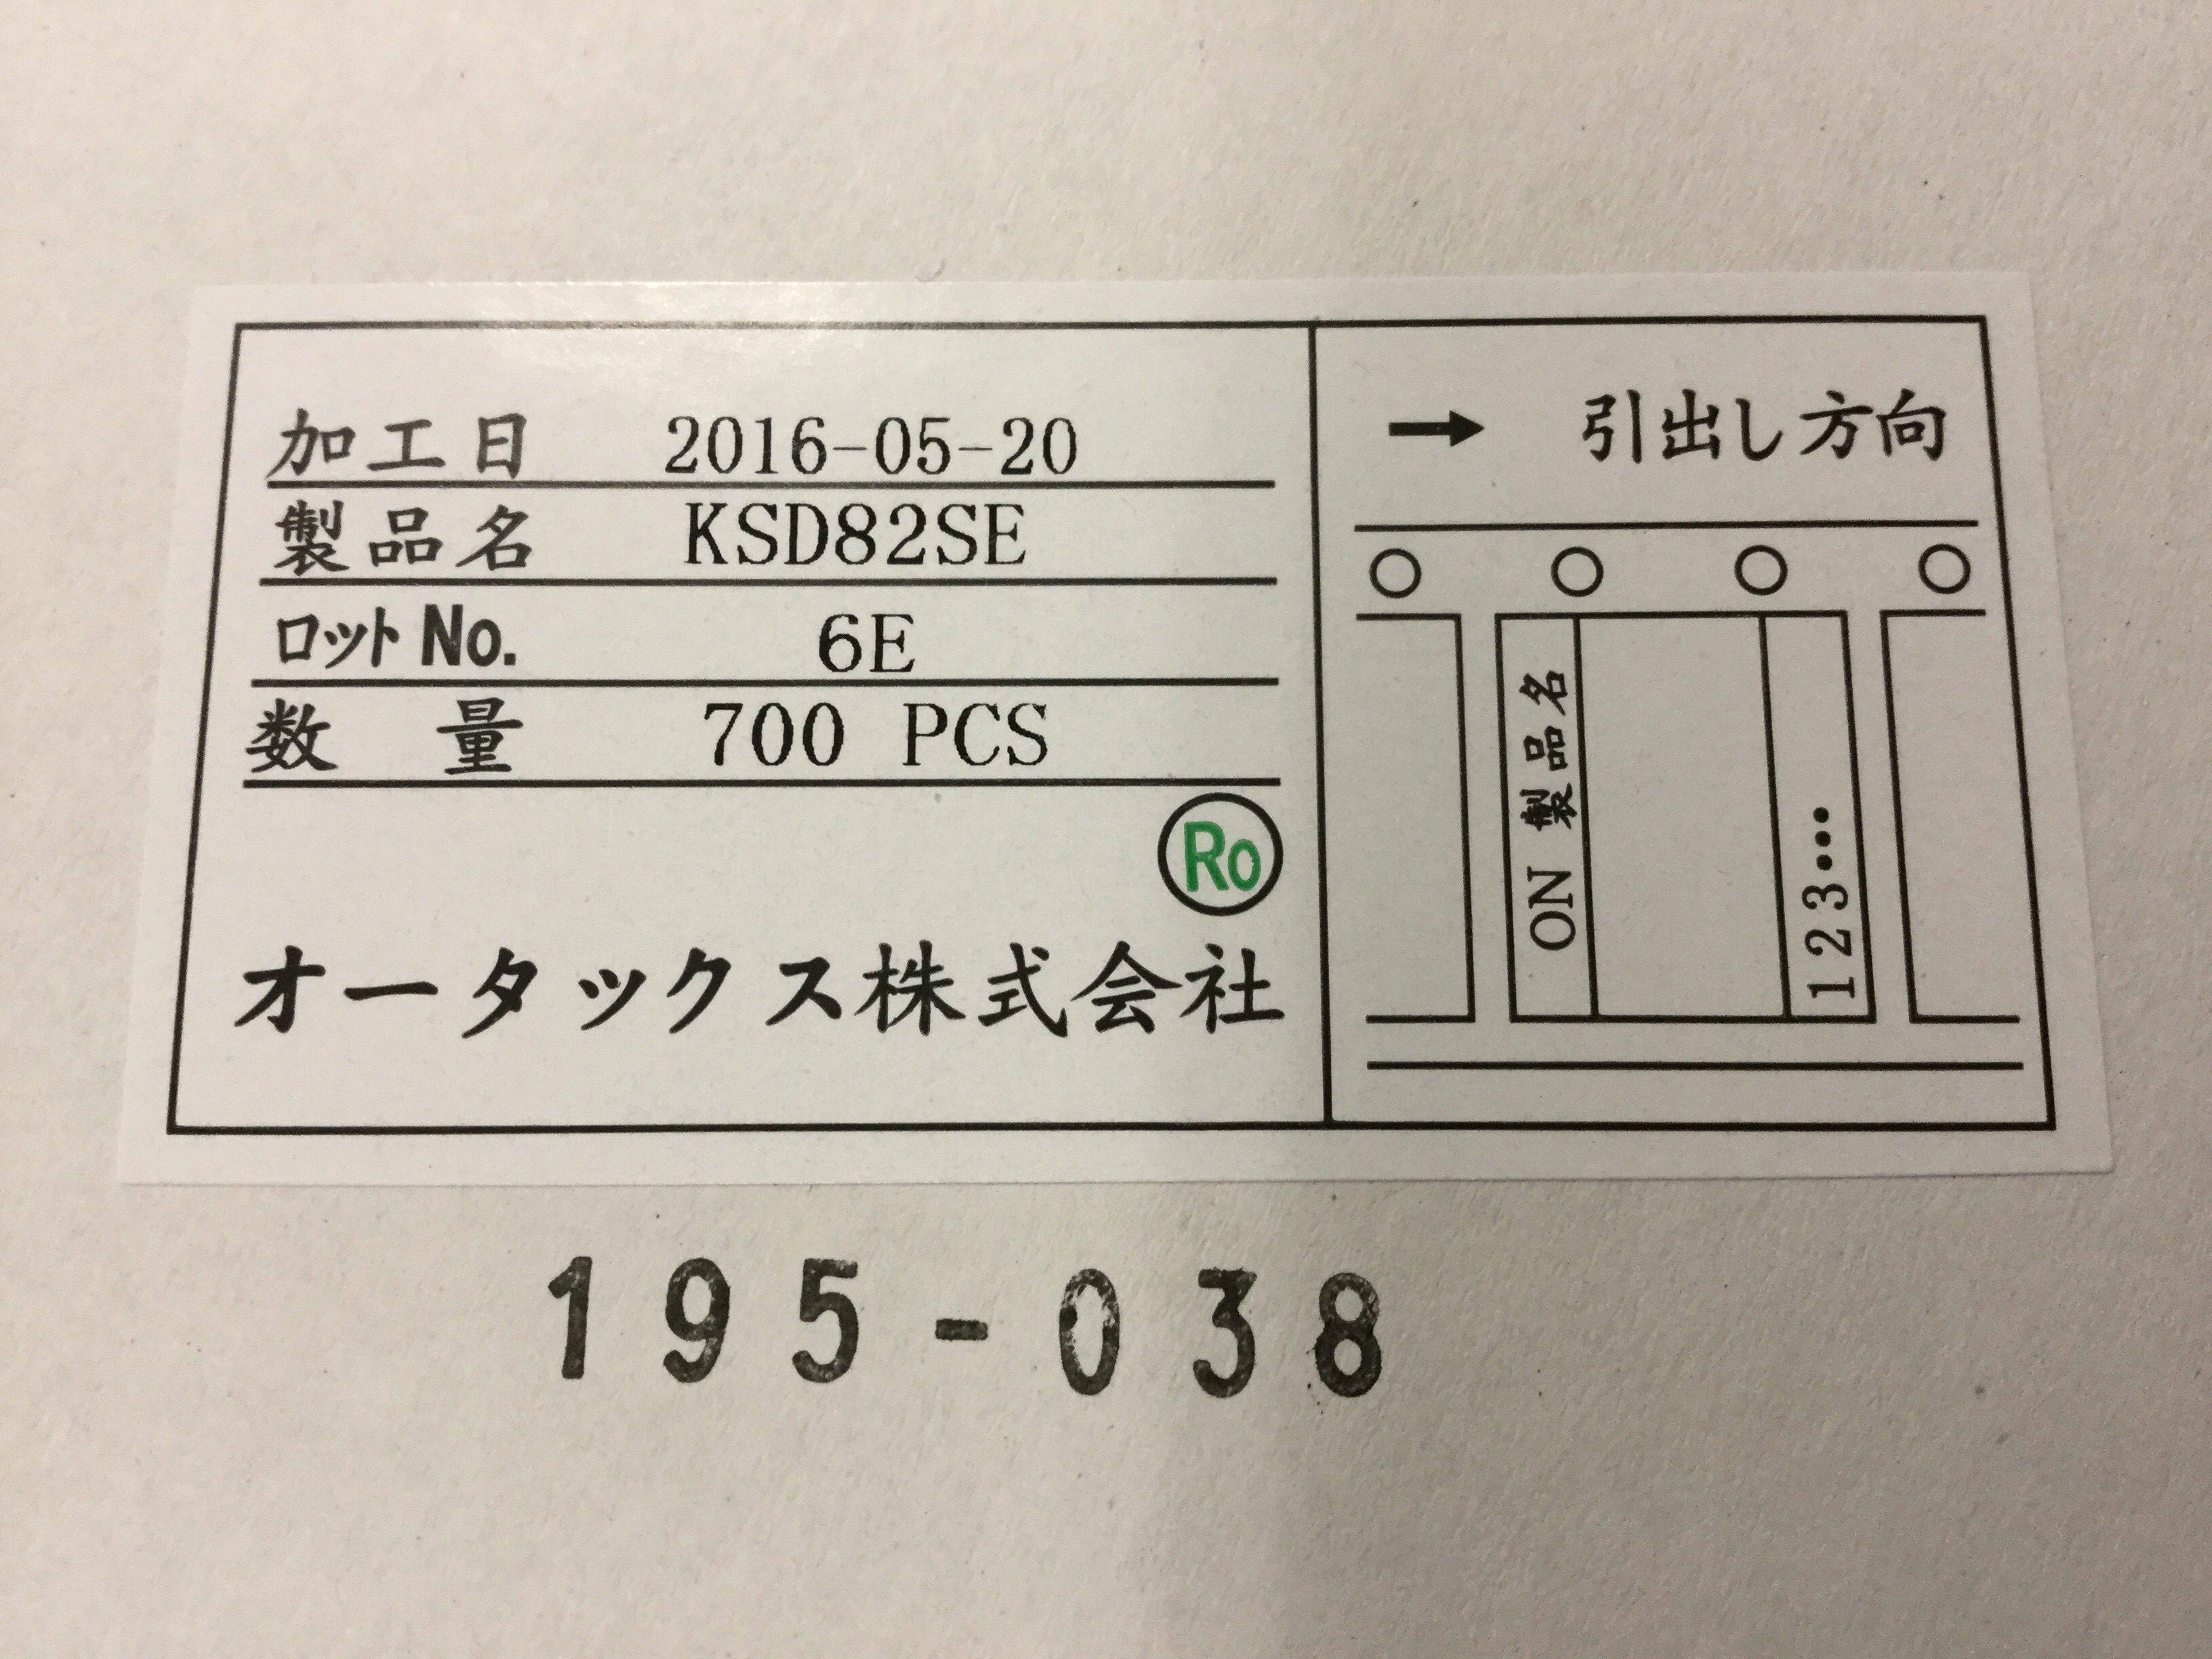 加工日 2016-05-20
製品名 KSD82SE
ロットNo. 6E
数量 700 PCS
Ro
オータックス株式会社
→ 引出し方向
ON 製品名
123・・・
195-038